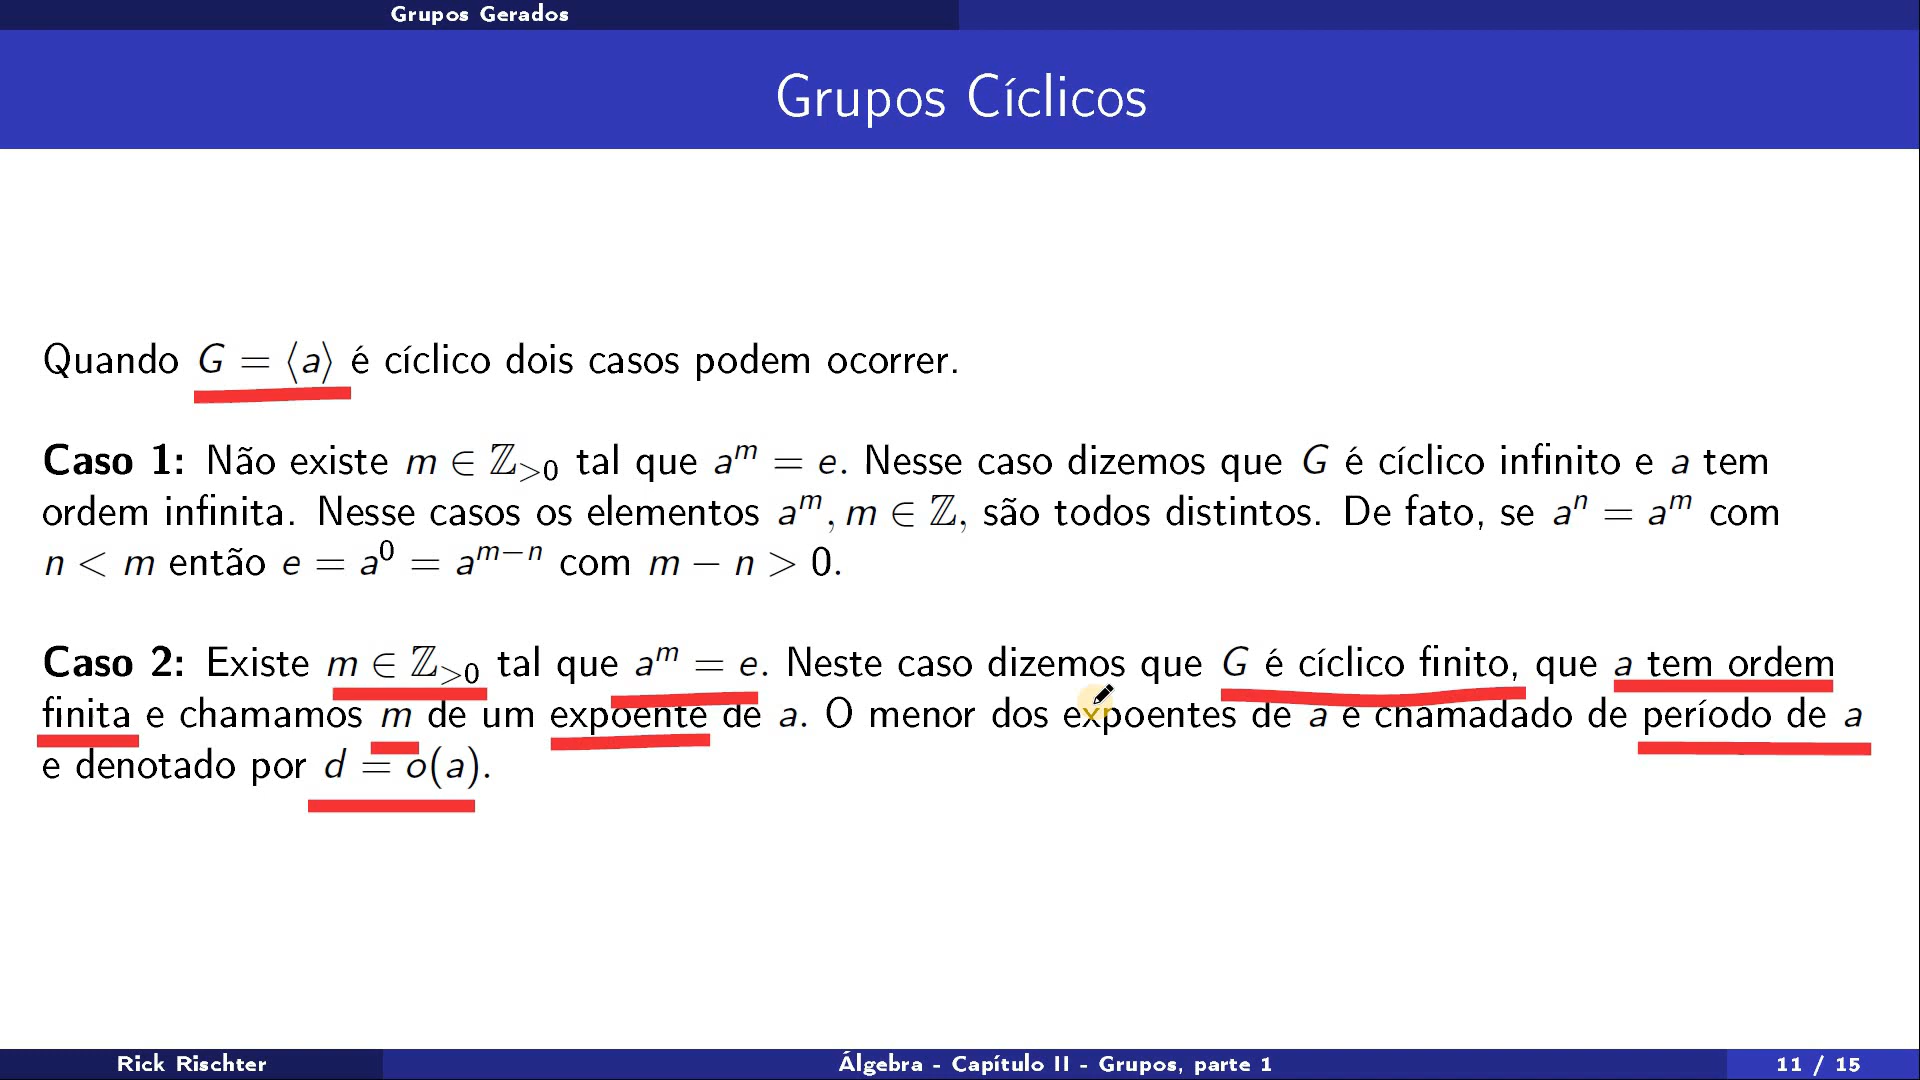 Grupos Gerados
Grupos Cíclicos
Quando G = ⟨a⟩ é cíclico dois casos podem ocorrer.
Caso 1: Não existe m ∈ ℤ_{>0} tal que a^m = e. Nesse caso dizemos que G é cíclico infinito e a tem
ordem infinita. Nesse casos os elementos a^m, m ∈ ℤ, são todos distintos. De fato, se a^n = a^m com
n < m então e = a^0 = a^{m−n} com m − n > 0.
Caso 2: Existe m ∈ ℤ_{>0} tal que a^m = e. Neste caso dizemos que G é cíclico finito, que a tem ordem
finita e chamamos m de um expoente de a. O menor dos expoentes de a é chamadado de período de a
e denotado por d = o(a).
Rick Rischter
Álgebra - Capítulo II - Grupos, parte 1
11 / 15